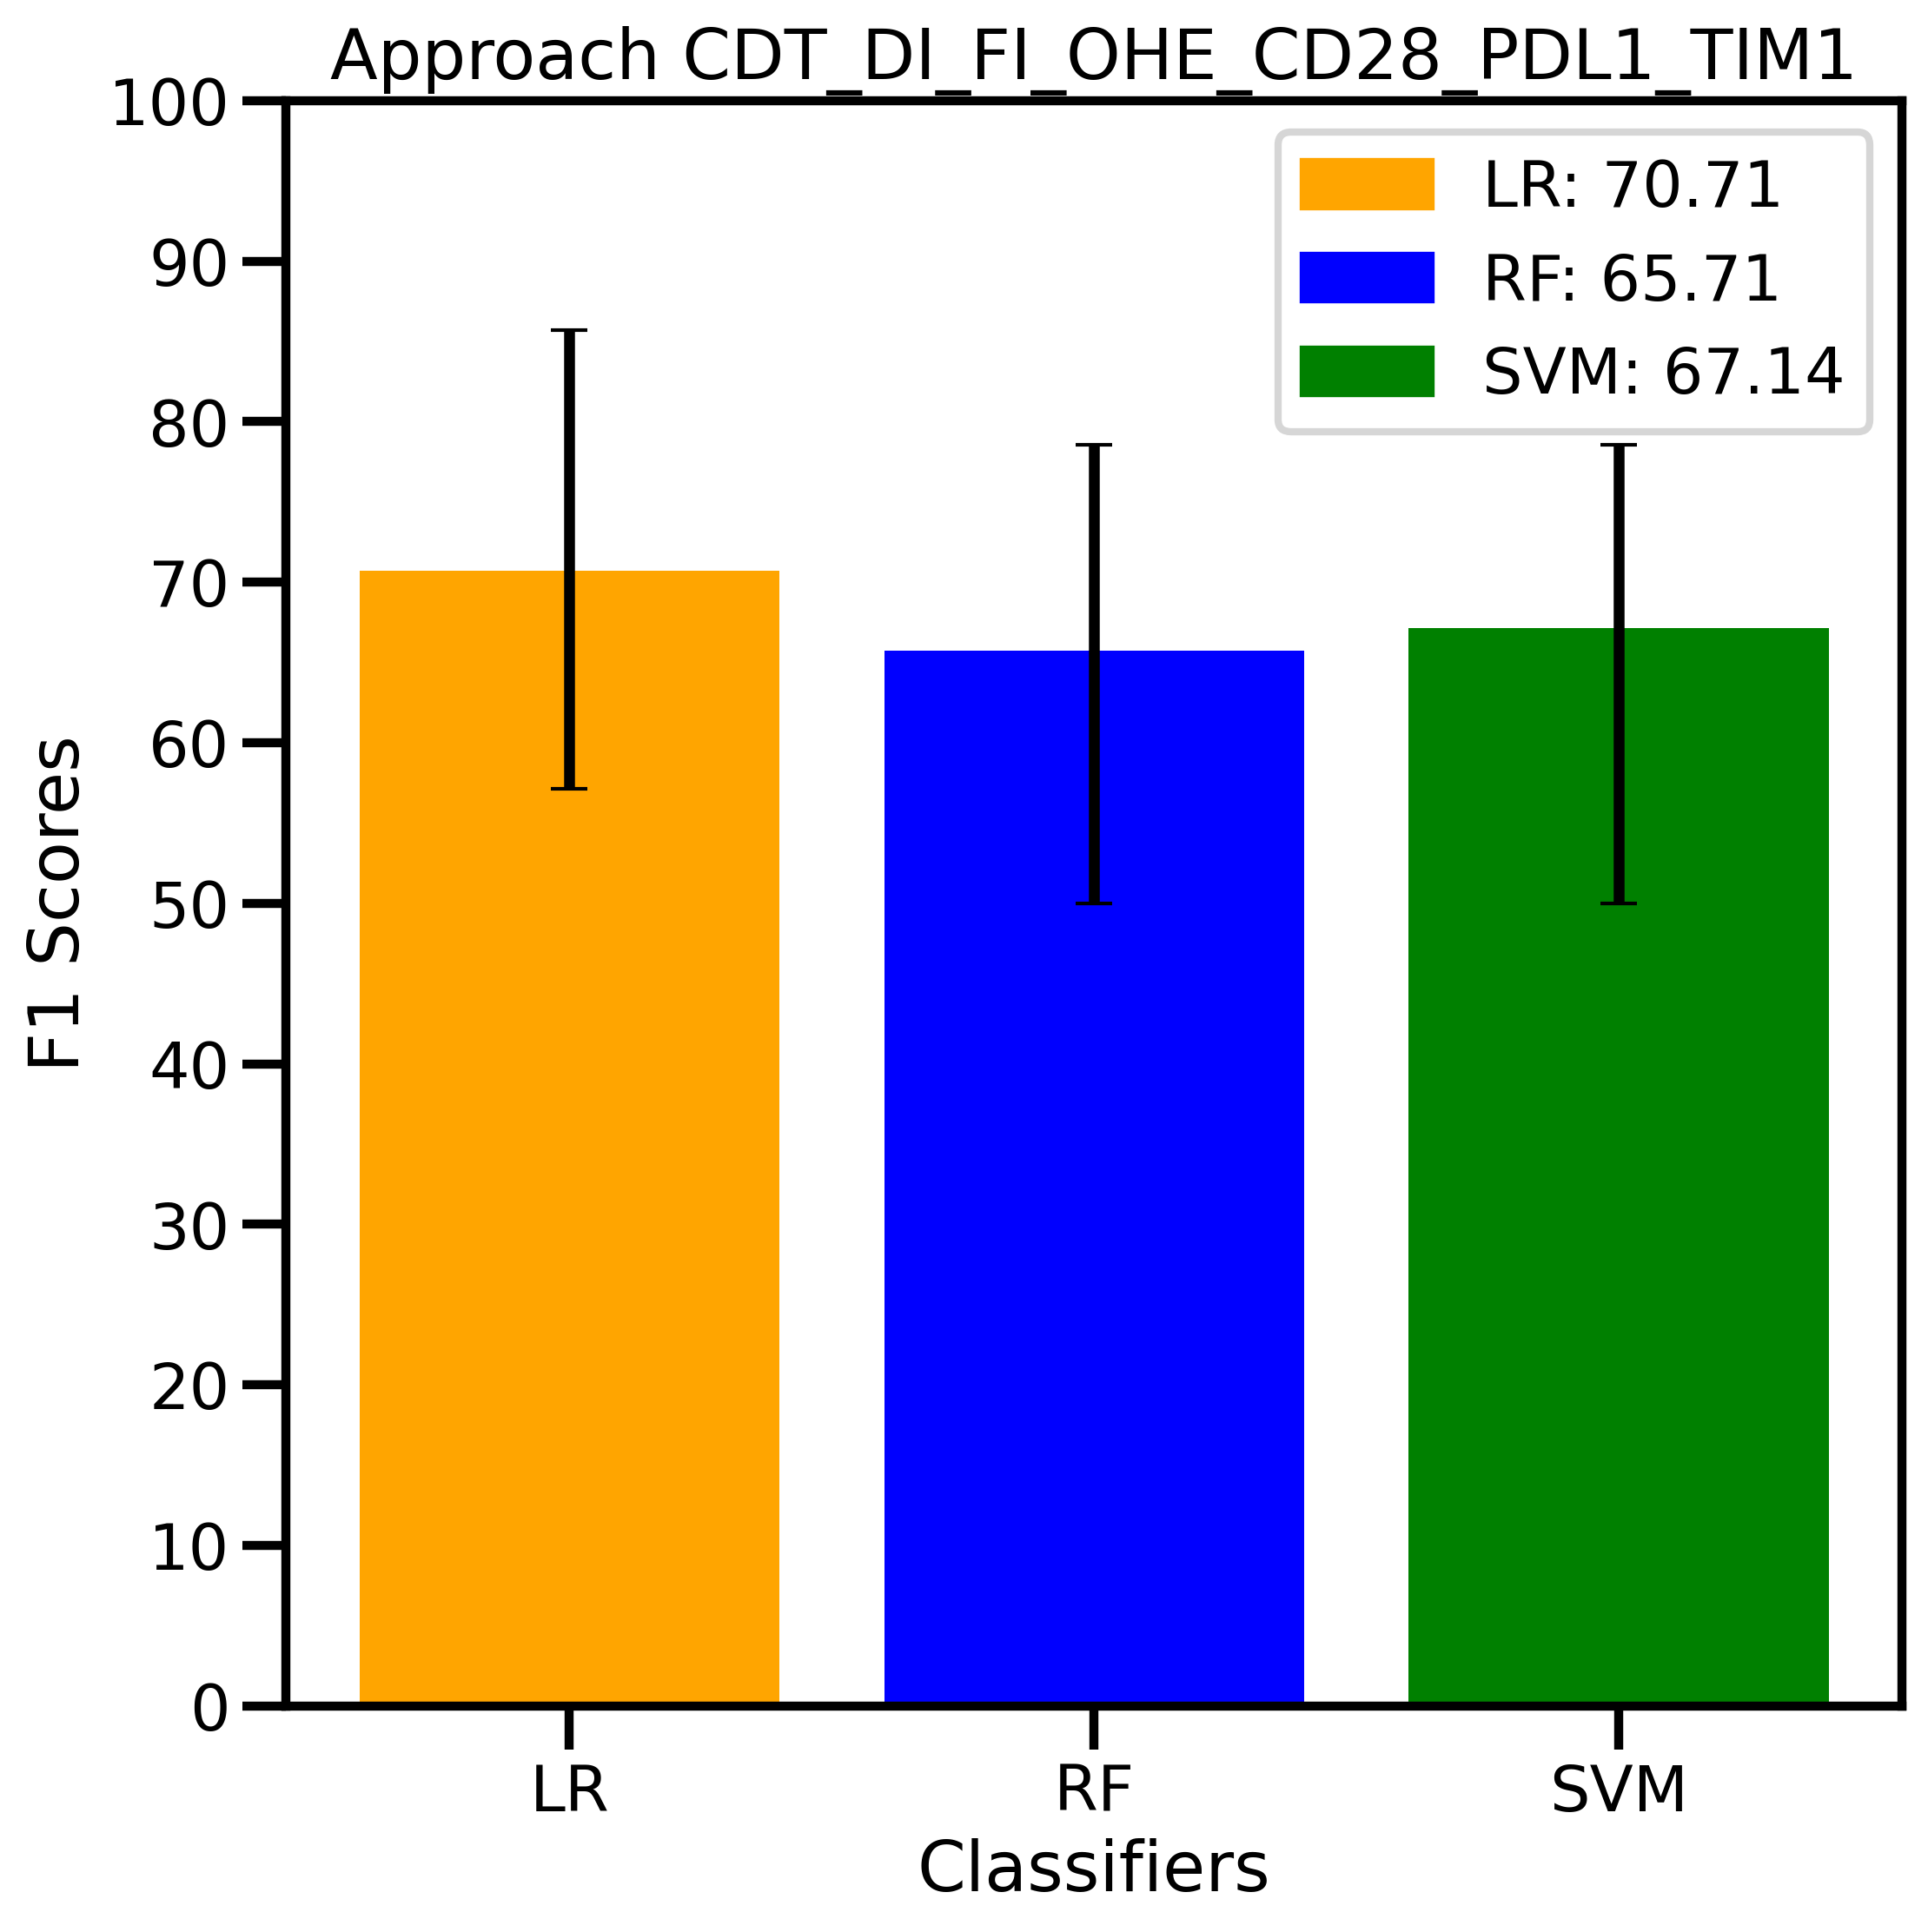 Approach CDT_DI_FI_OHE_CD28_PDL1_TIM1
LR: 70.71
RF: 65.71
SVM: 67.14
F1 Scores
100
90
80
70
60
50
40
30
20
10
0
LR
RF
SVM
Classifiers